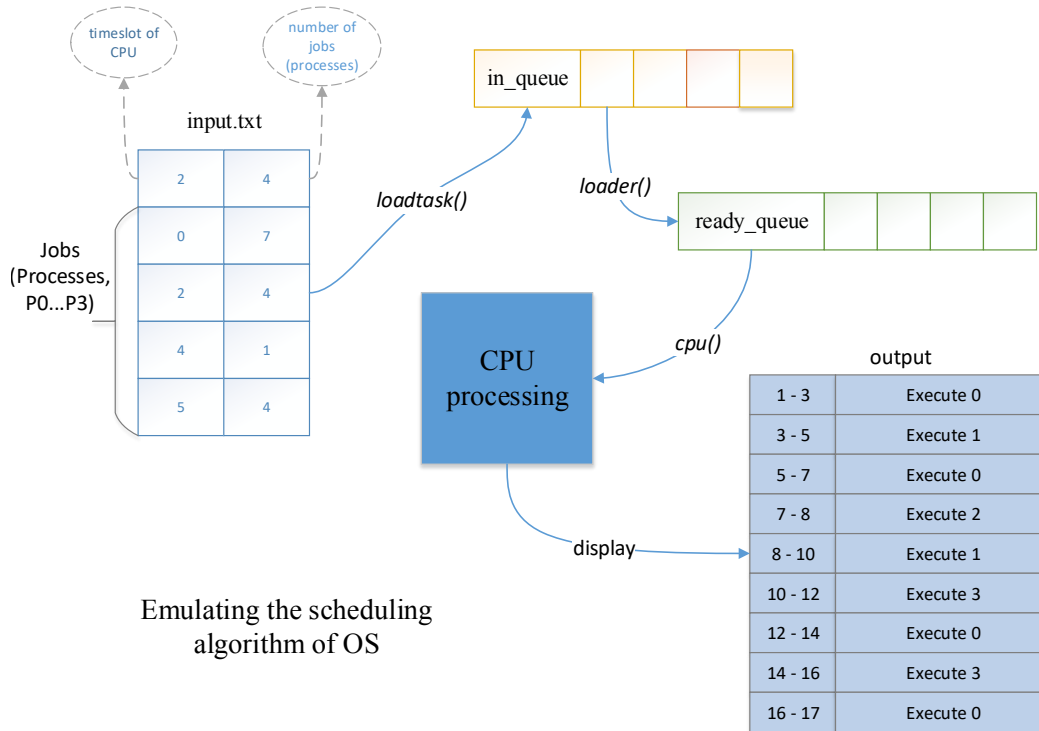 timeslot of
CPU
number of
jobs
(processes)
input.txt
2 4
0 7
2 4
4 1
5 4
Jobs
(Processes,
P0...P3)
loadtask()
in_queue
loader()
ready_queue
cpu()
CPU
processing
display
output
1 - 3 Execute 0
3 - 5 Execute 1
5 - 7 Execute 0
7 - 8 Execute 2
8 - 10 Execute 1
10 - 12 Execute 3
12 - 14 Execute 0
14 - 16 Execute 3
16 - 17 Execute 0
Emulating the scheduling
algorithm of OS